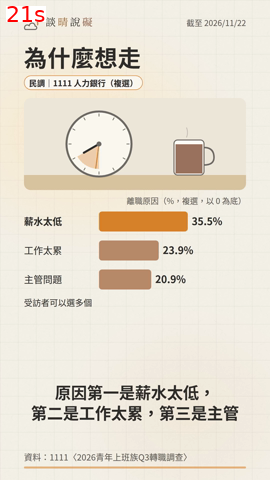 21s
談晴說礙
截至 2026/11/22
為什麼想走
民調｜1111 人力銀行（複選）
離職原因（%，複選，以 0 為底）
薪水太低 35.5%
工作太累 23.9%
主管問題 20.9%
受訪者可以選多個
原因第一是薪水太低，
第二是工作太累，第三是主管
資料：1111〈2026青年上班族Q3轉職調查〉